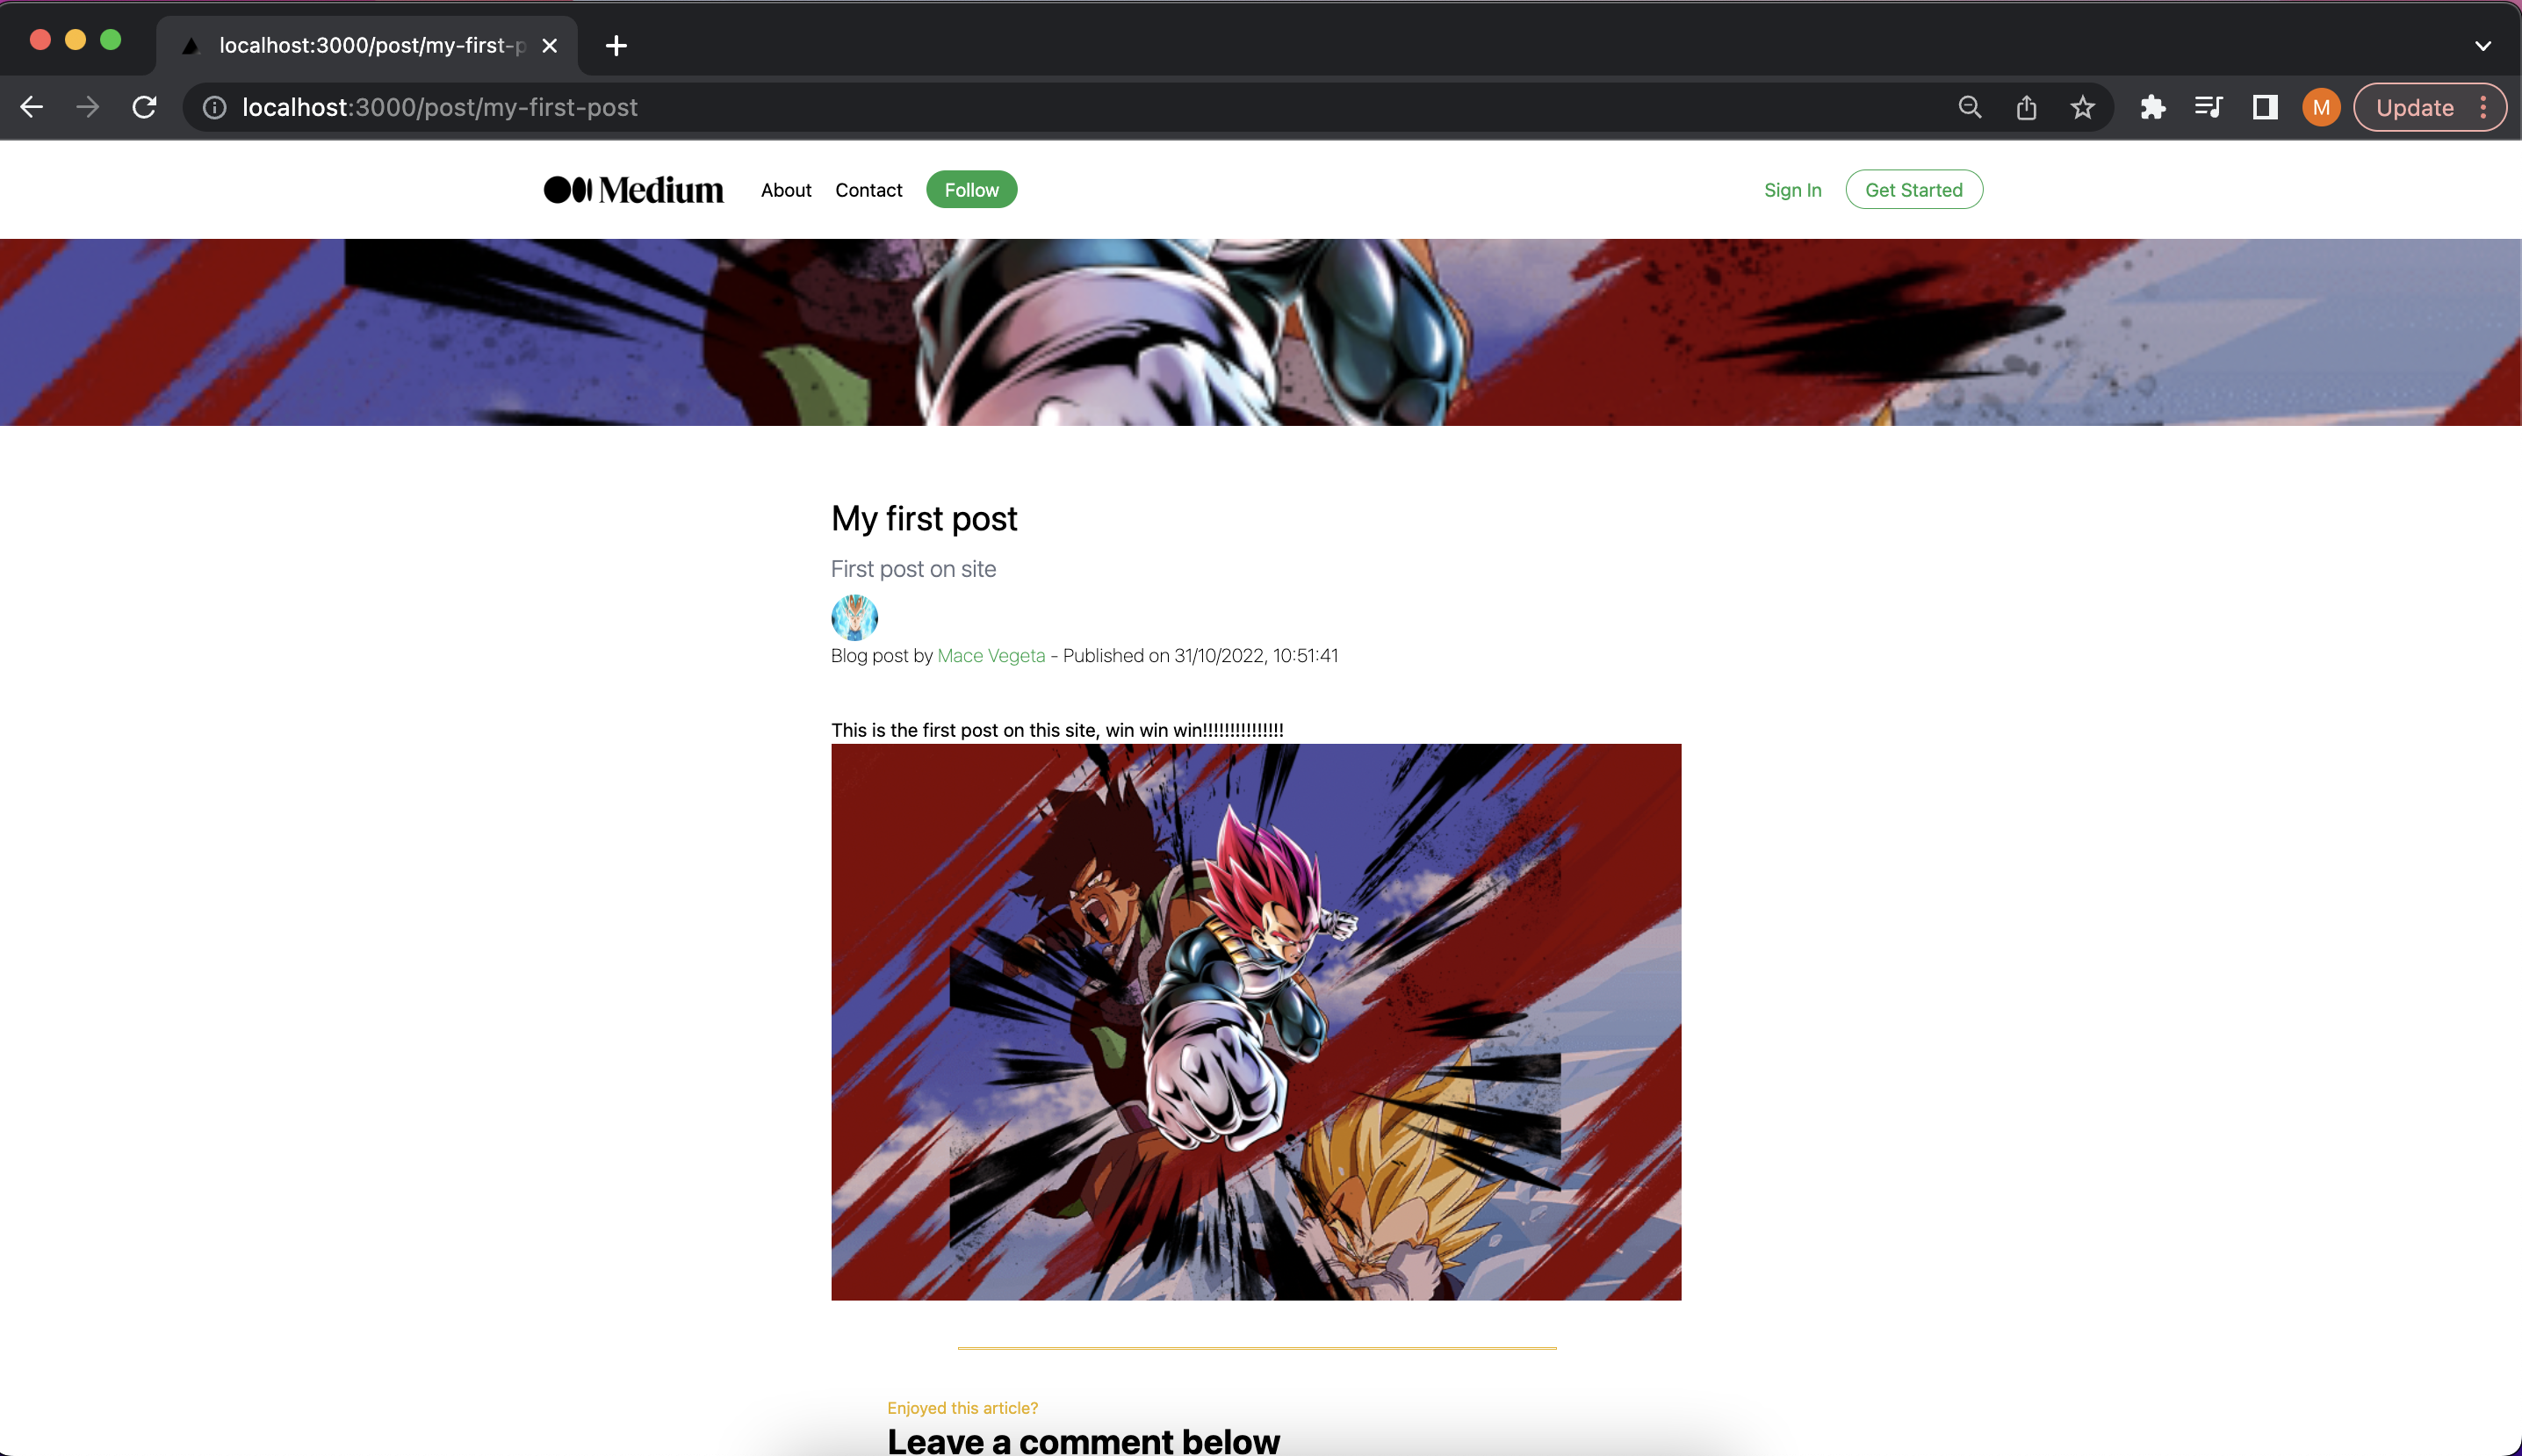 localhost:3000/post/my-first-p
localhost:3000/post/my-first-post
M
Update
Medium About Contact Follow Sign In Get Started
My first post
First post on site
Blog post by Mace Vegeta - Published on 31/10/2022, 10:51:41
This is the first post on this site, win win win!!!!!!!!!!!!!!!
Enjoyed this article?
Leave a comment below